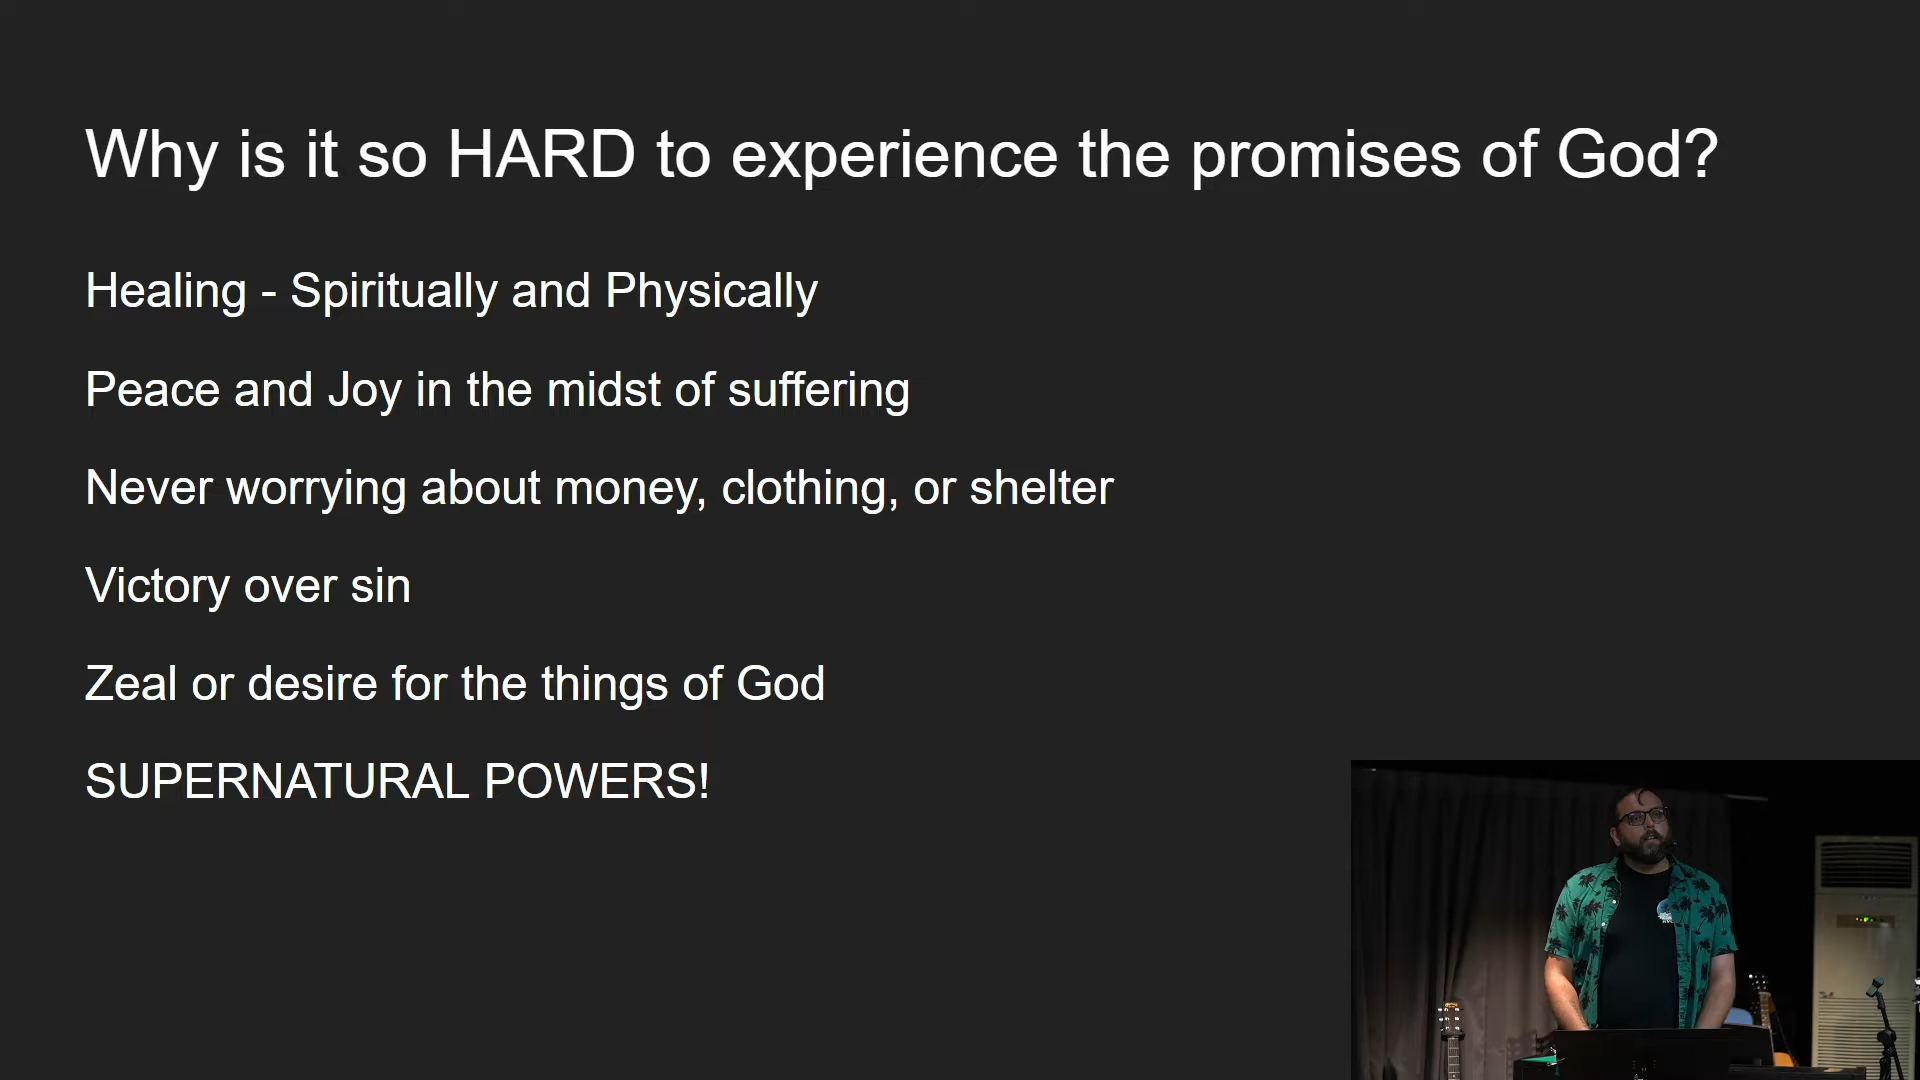 Why is it so HARD to experience the promises of God?
Healing - Spiritually and Physically
Peace and Joy in the midst of suffering
Never worrying about money, clothing, or shelter
Victory over sin
Zeal or desire for the things of God
SUPERNATURAL POWERS!